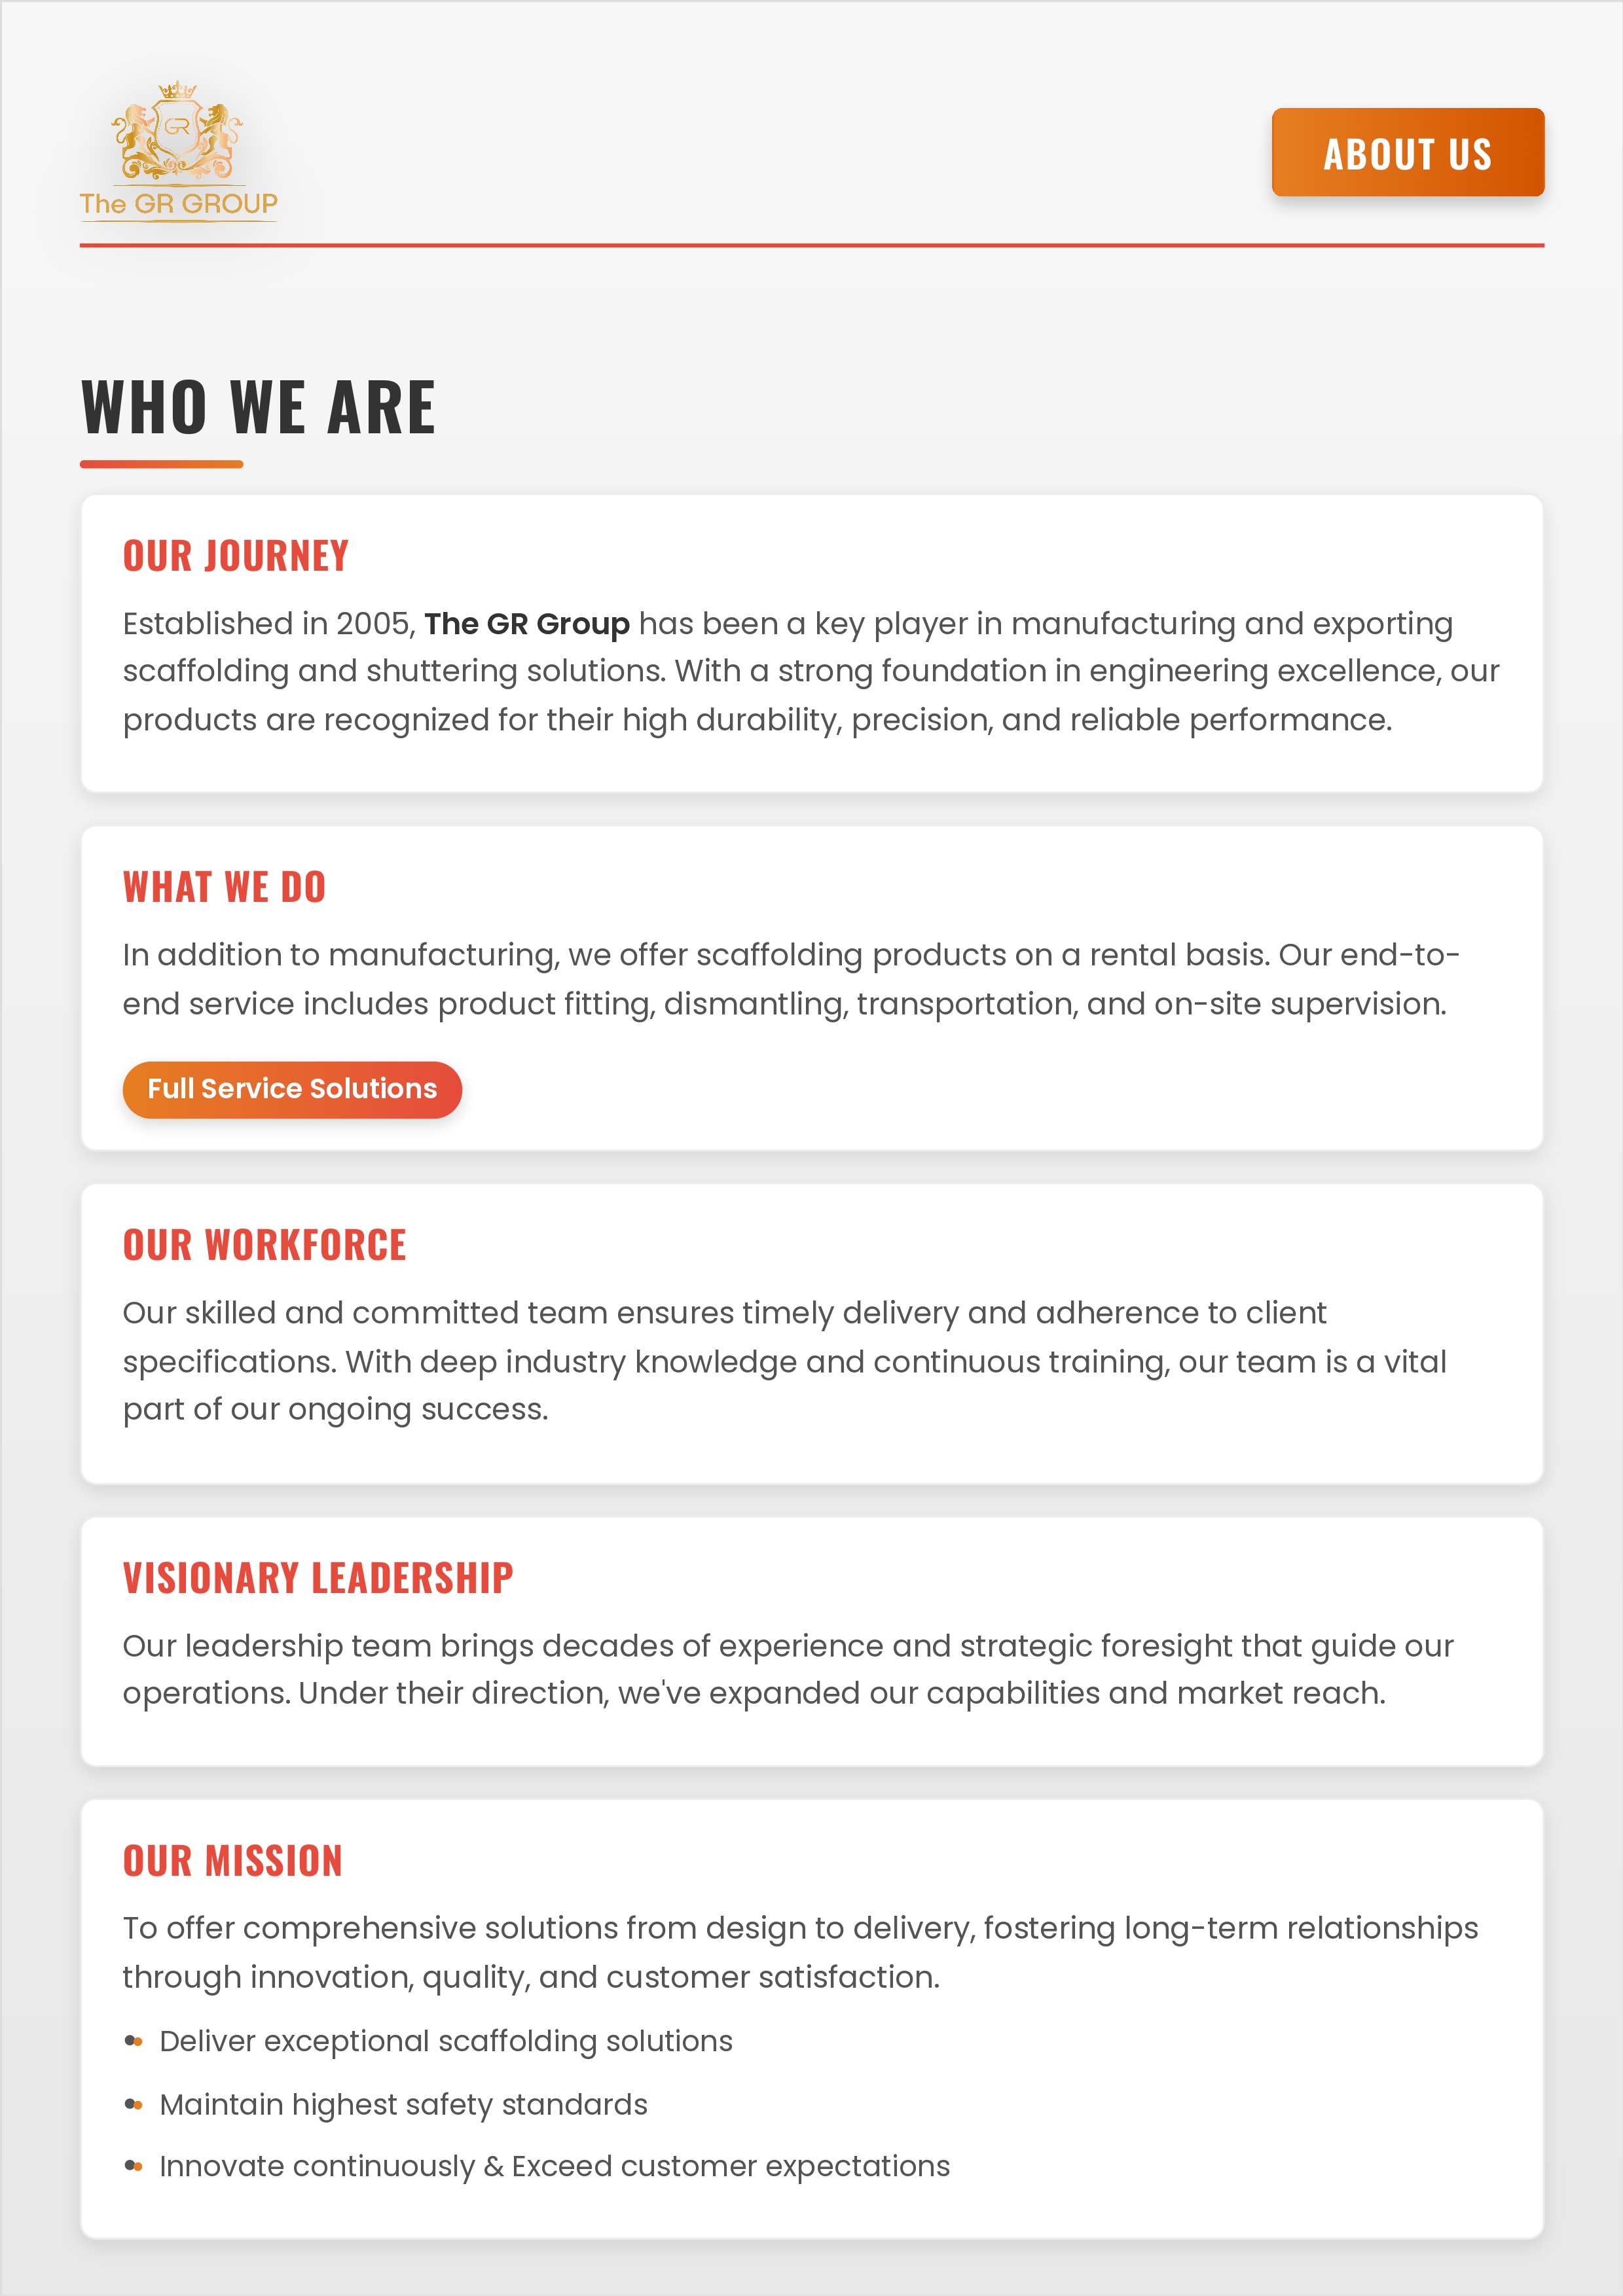 GR
The GR GROUP
ABOUT US
WHO WE ARE
OUR JOURNEY
Established in 2005, The GR Group has been a key player in manufacturing and exporting
scaffolding and shuttering solutions. With a strong foundation in engineering excellence, our
products are recognized for their high durability, precision, and reliable performance.
WHAT WE DO
In addition to manufacturing, we offer scaffolding products on a rental basis. Our end-to-
end service includes product fitting, dismantling, transportation, and on-site supervision.
Full Service Solutions
OUR WORKFORCE
Our skilled and committed team ensures timely delivery and adherence to client
specifications. With deep industry knowledge and continuous training, our team is a vital
part of our ongoing success.
VISIONARY LEADERSHIP
Our leadership team brings decades of experience and strategic foresight that guide our
operations. Under their direction, we've expanded our capabilities and market reach.
OUR MISSION
To offer comprehensive solutions from design to delivery, fostering long-term relationships
through innovation, quality, and customer satisfaction.
• Deliver exceptional scaffolding solutions
• Maintain highest safety standards
• Innovate continuously & Exceed customer expectations